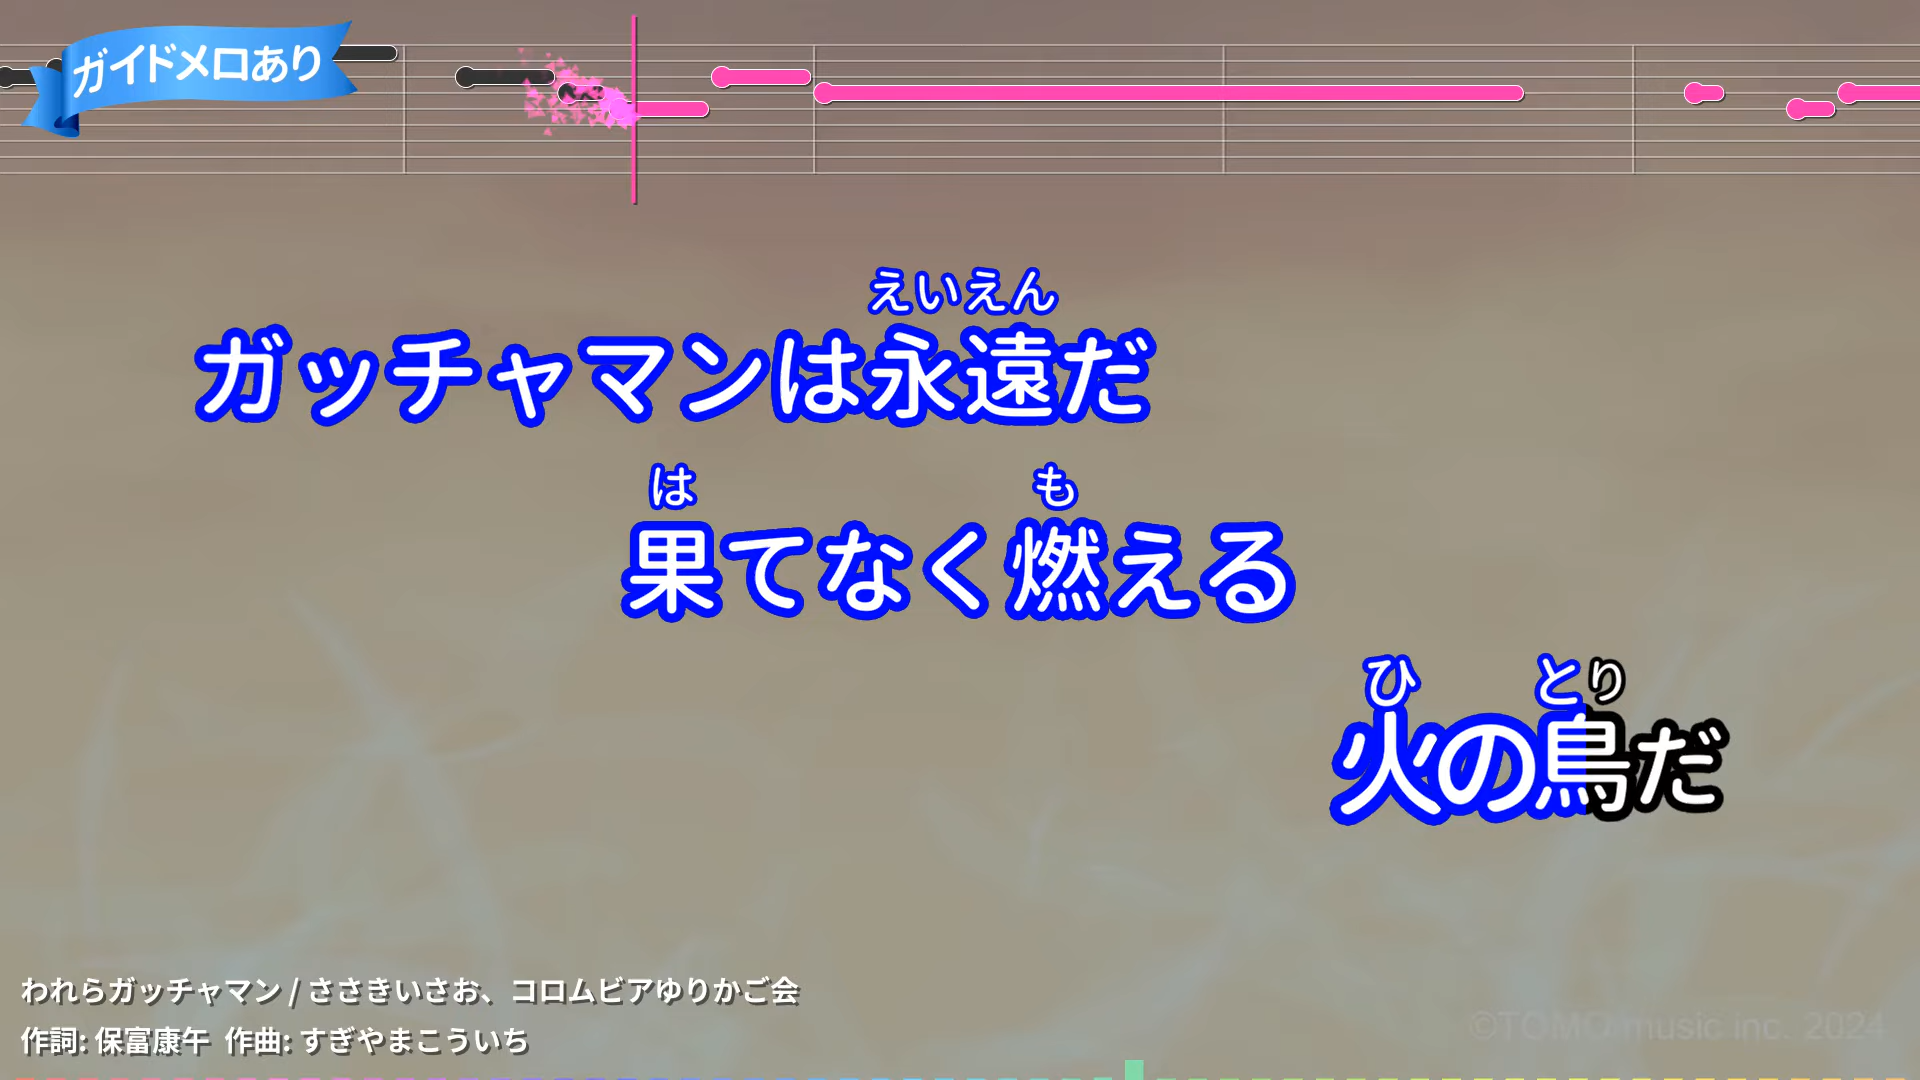 ガイドメロあり
えいえん
ガッチャマンは永遠だ
は も
果てなく燃える
ひ とり
火の鳥だ
われらガッチャマン / ささきいさお、コロムビアゆりかご会
作詞: 保富康午 作曲: すぎやまこういち
©TOMO music inc. 2024